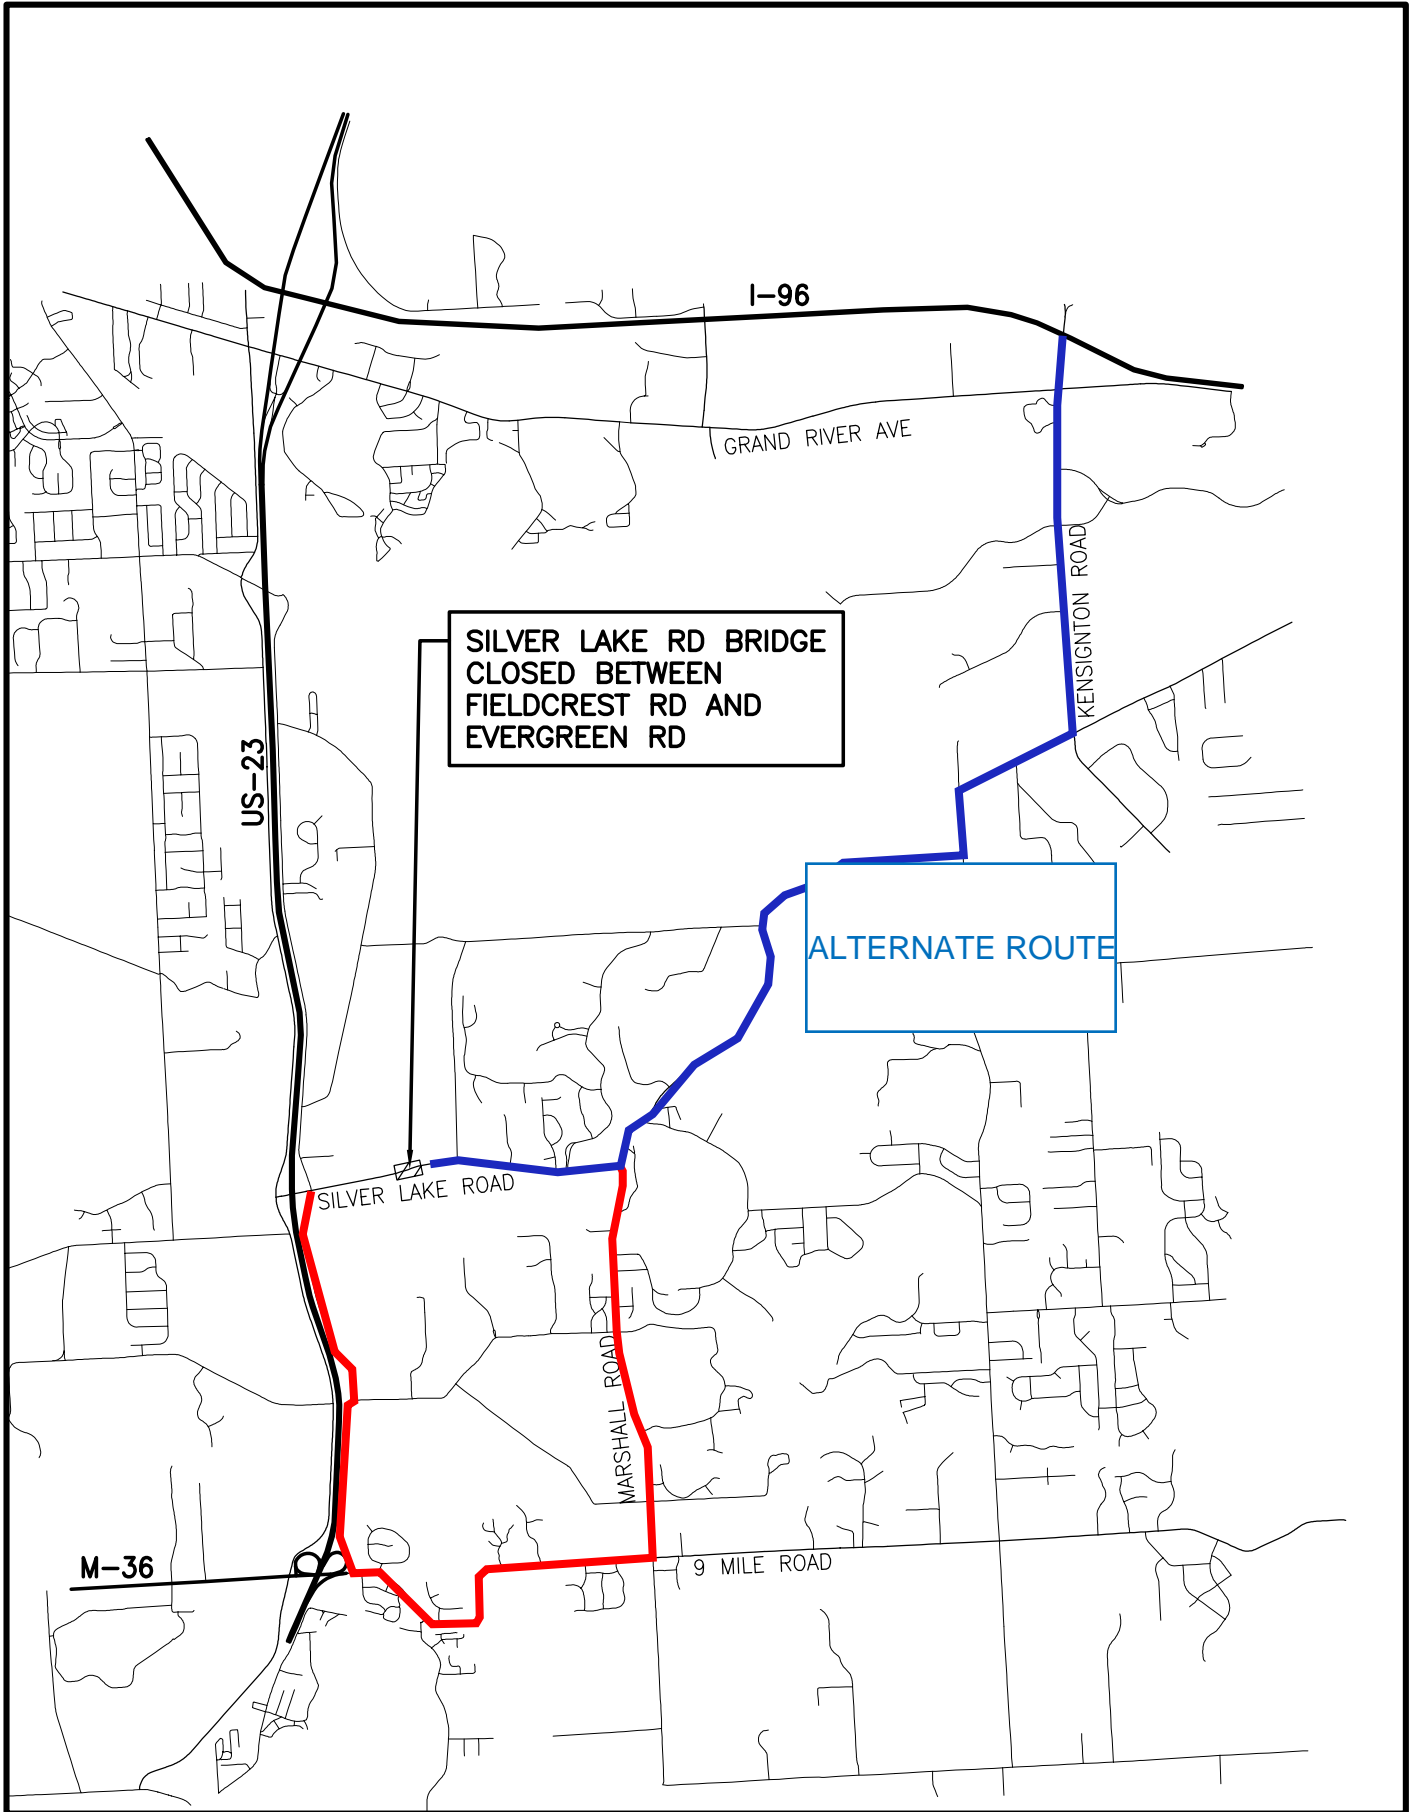 I-96
GRAND RIVER AVE
KENSIGNTON ROAD
SILVER LAKE RD BRIDGE
CLOSED BETWEEN
FIELDCREST RD AND
EVERGREEN RD
US-23
ALTERNATE ROUTE
SILVER LAKE ROAD
MARSHALL ROAD
M-36
9 MILE ROAD